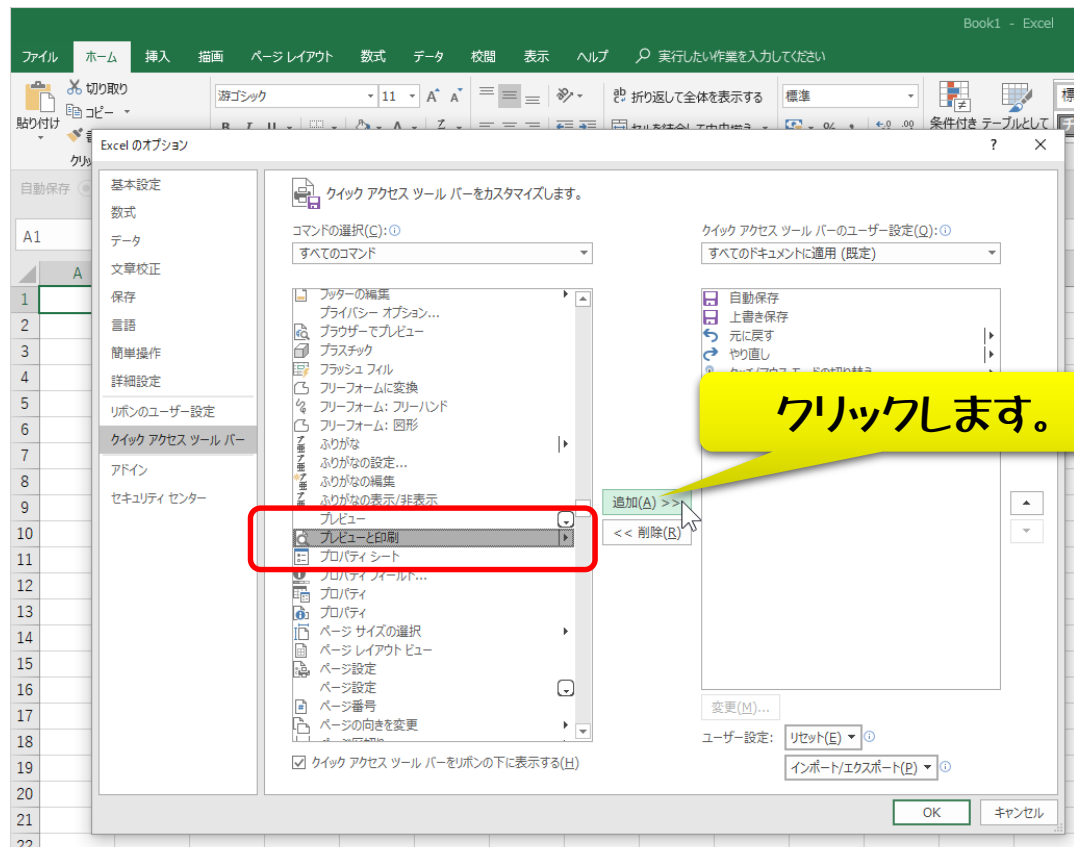 Book1 - Excel
ファイル ホーム 挿入 描画 ページ レイアウト 数式 データ 校閲 表示 ヘルプ 実行したい作業を入力してください
切り取り
コピー
貼り付け
游ゴシック 11 A A
折り返して全体を表示する
標準
条件付き テーブルとして
B I U
セルを結合して中央揃え
% ,
自動保存
A1
A
1
2
3
4
5
6
7
8
9
10
11
12
13
14
15
16
17
18
19
20
21
22
Excel のオプション ? ×
基本設定
数式
データ
文章校正
保存
言語
簡単操作
詳細設定
リボンのユーザー設定
クイック アクセス ツール バー
アドイン
セキュリティ センター
クイック アクセス ツール バーをカスタマイズします。
コマンドの選択(C):
すべてのコマンド
フッターの編集
プライバシー オプション...
ブラウザーでプレビュー
プラスチック
フラッシュ フィル
フリーフォームに変換
フリーフォーム: フリーハンド
フリーフォーム: 図形
ふりがな
ふりがなの設定...
ふりがなの編集
ふりがなの表示/非表示
プレビュー
プレビューと印刷
プロパティ シート
プロパティ フィールド...
プロパティ
プロパティ
ページ サイズの選択
ページ レイアウト ビュー
ページ設定
ページ設定
ページ番号
ページの向きを変更
クイック アクセス ツール バーをリボンの下に表示する(H)
追加(A) >>
<< 削除(R)
クイック アクセス ツール バーのユーザー設定(Q):
すべてのドキュメントに適用 (既定)
自動保存
上書き保存
元に戻す
やり直し
タッチ/マウス モードの切り替え
クリックします。
変更(M)...
ユーザー設定: リセット(E)
インポート/エクスポート(P)
OK キャンセル